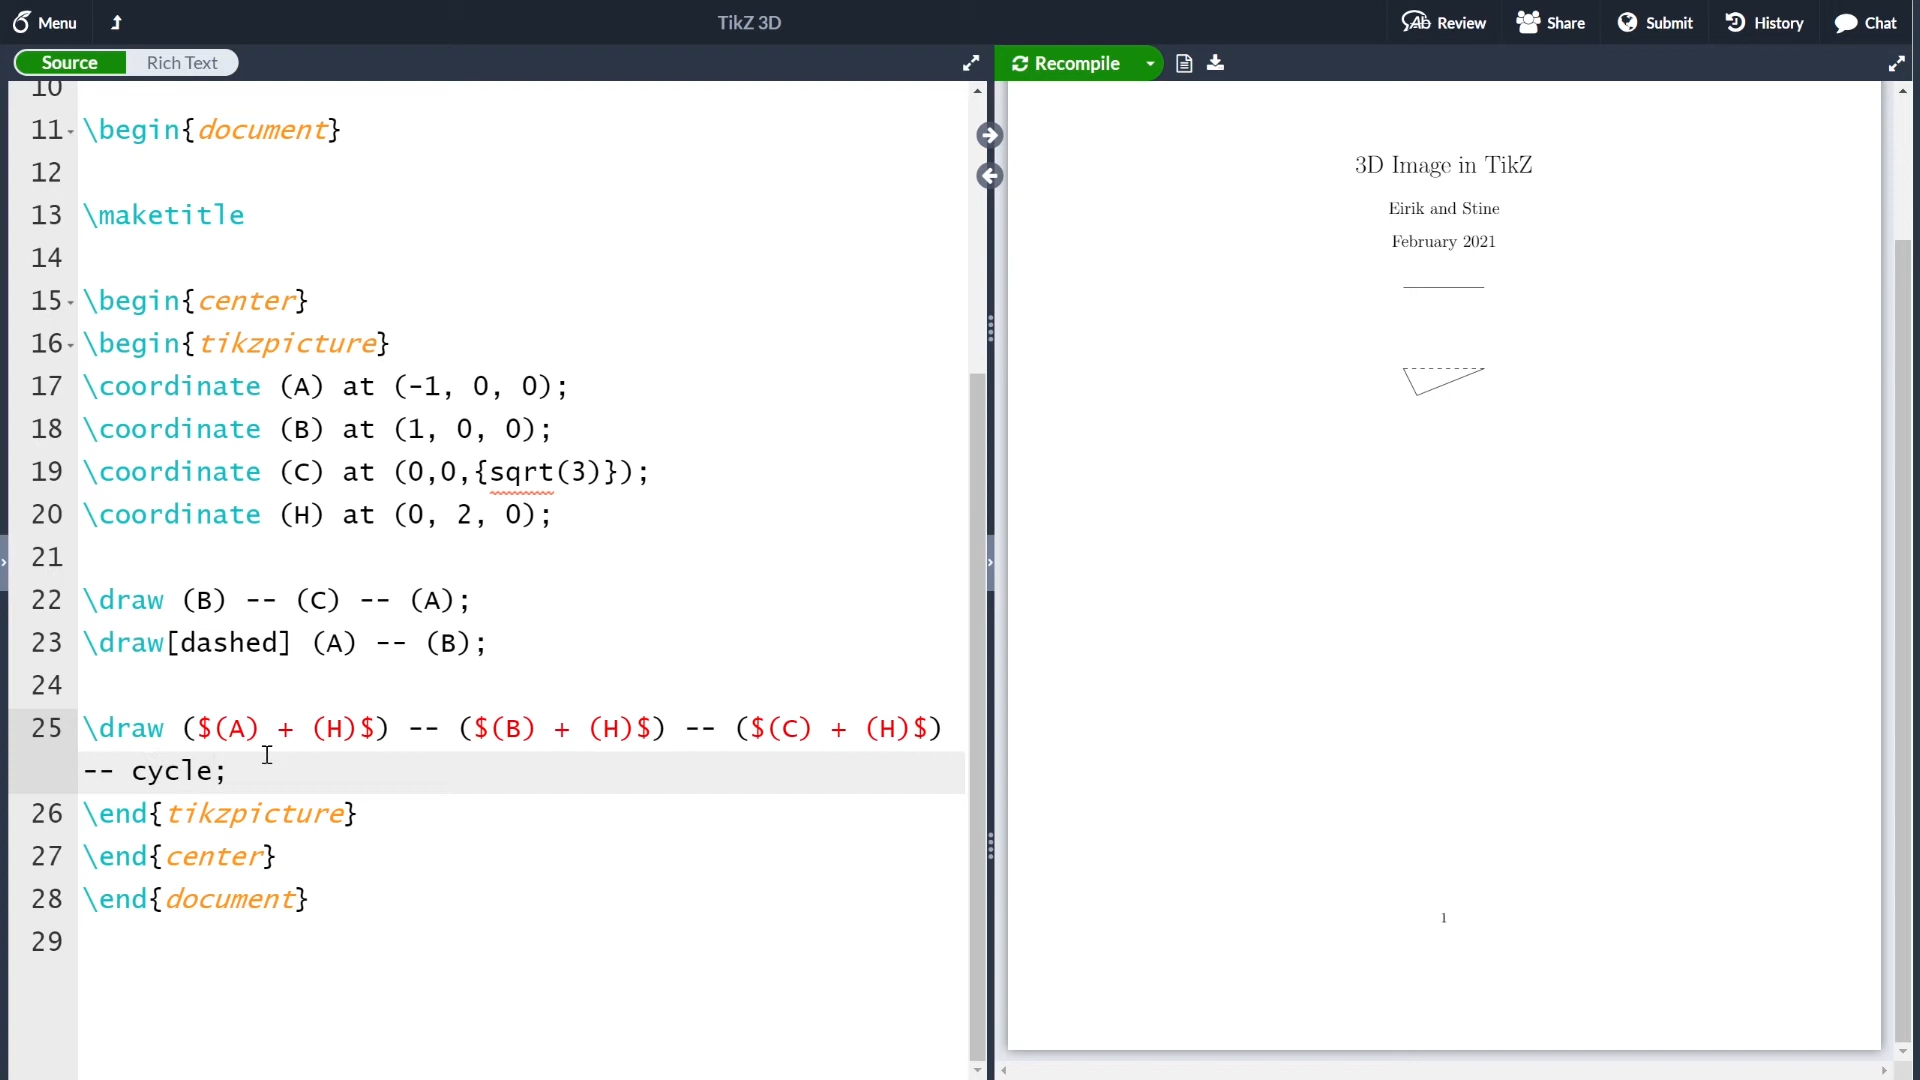 Menu
TikZ 3D
Review
Share
Submit
History
Chat
Source
Rich Text
Recompile
10
11 \begin{document}
12
13 \maketitle
14
15 \begin{center}
16 \begin{tikzpicture}
17 \coordinate (A) at (-1, 0, 0);
18 \coordinate (B) at (1, 0, 0);
19 \coordinate (C) at (0,0,{sqrt(3)});
20 \coordinate (H) at (0, 2, 0);
21
22 \draw (B) -- (C) -- (A);
23 \draw[dashed] (A) -- (B);
24
25 \draw ($(A) + (H)$) -- ($(B) + (H)$) -- ($(C) + (H)$)
-- cycle;
26 \end{tikzpicture}
27 \end{center}
28 \end{document}
29
3D Image in TikZ
Eirik and Stine
February 2021
1